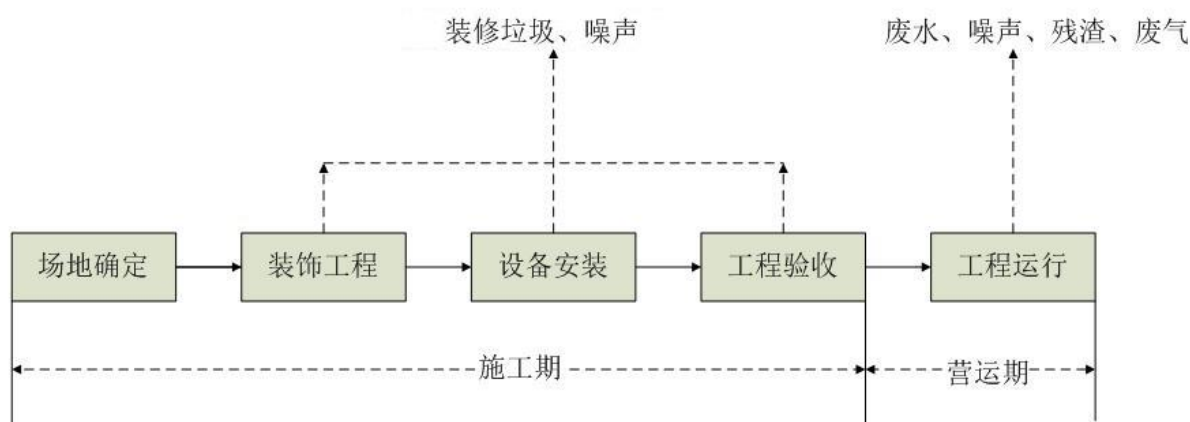 装修垃圾、噪声
废水、噪声、残渣、废气
场地确定
装饰工程
设备安装
工程验收
工程运行
施工期
营运期